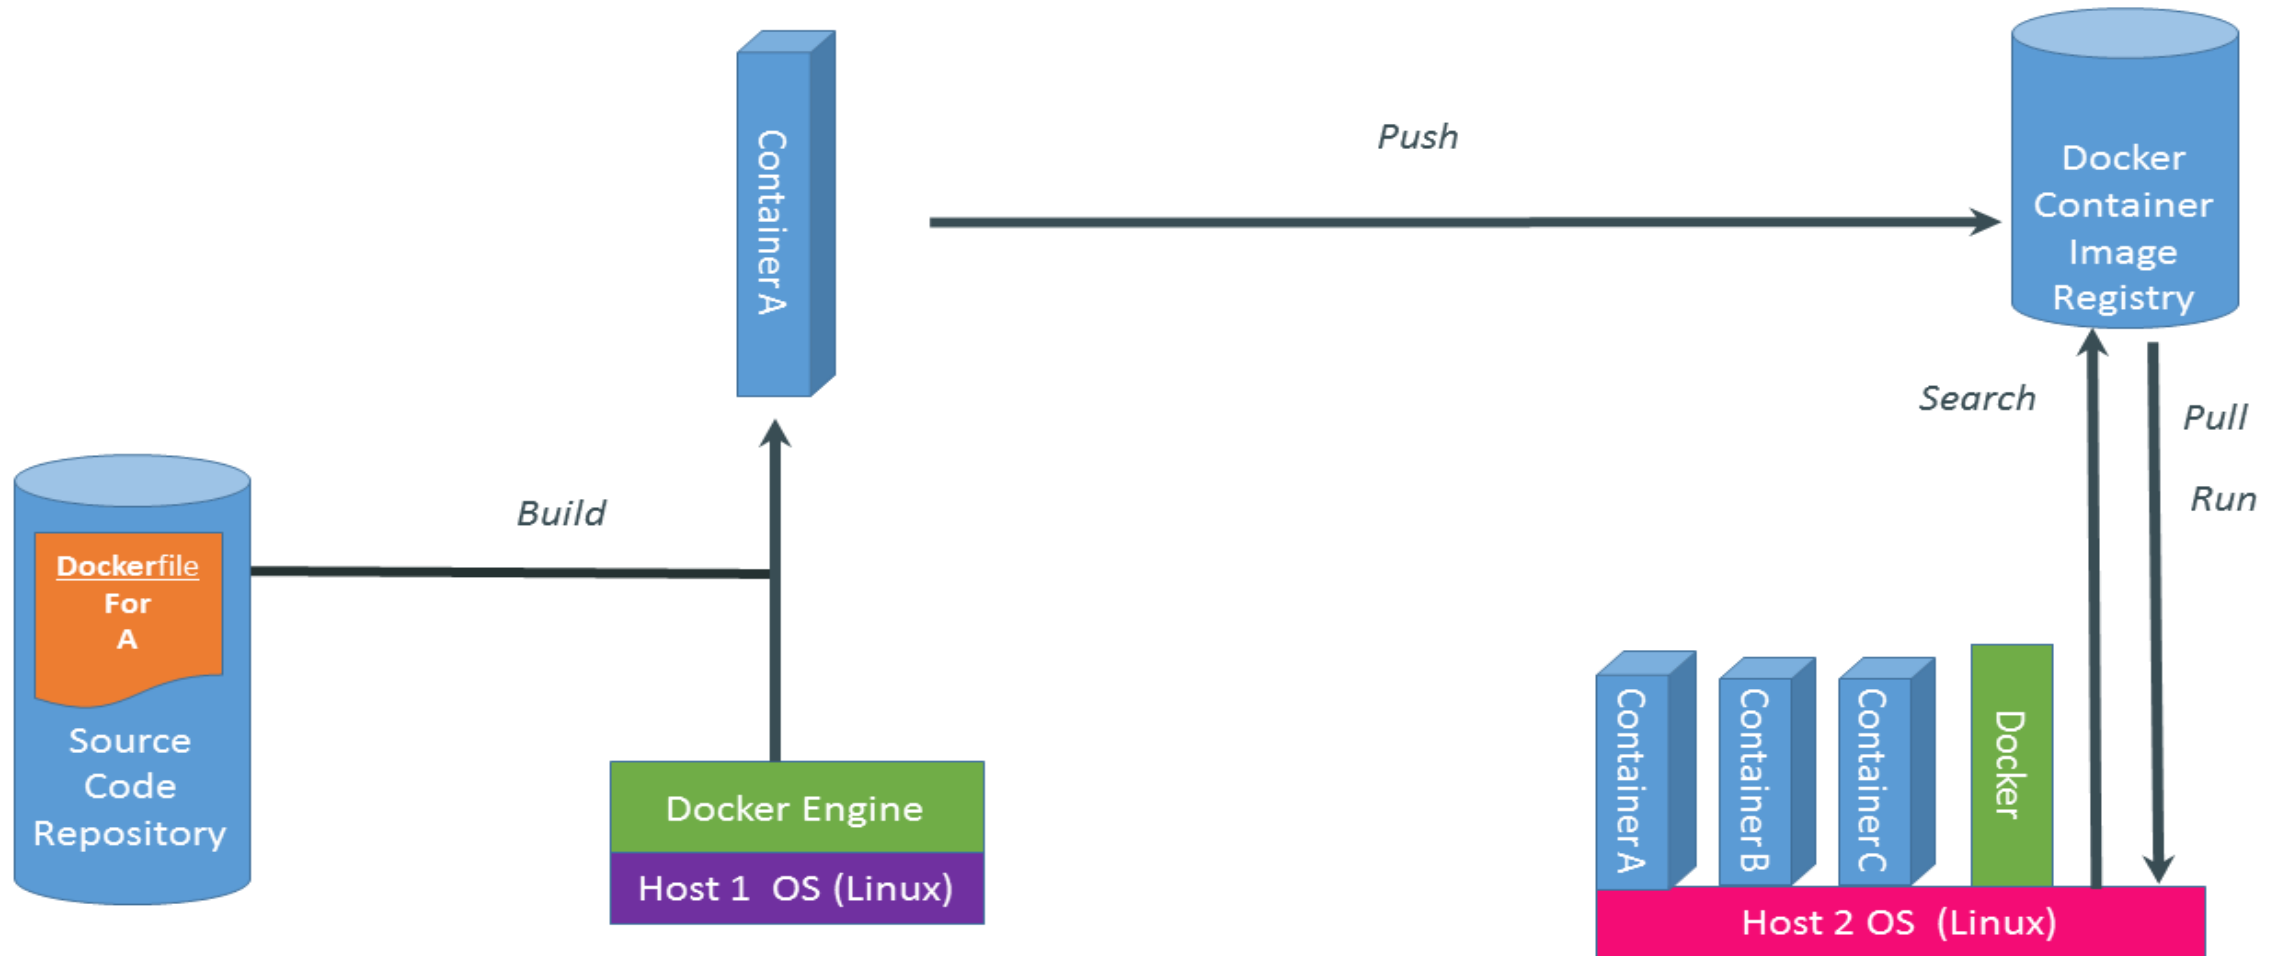 Container A
Push
Docker
Container
Image
Registry
Search
Pull
Run
Build
Dockerfile
For
A
Source
Code
Repository
Docker Engine
Host 1 OS (Linux)
Container A
Container B
Container C
Docker
Host 2 OS (Linux)